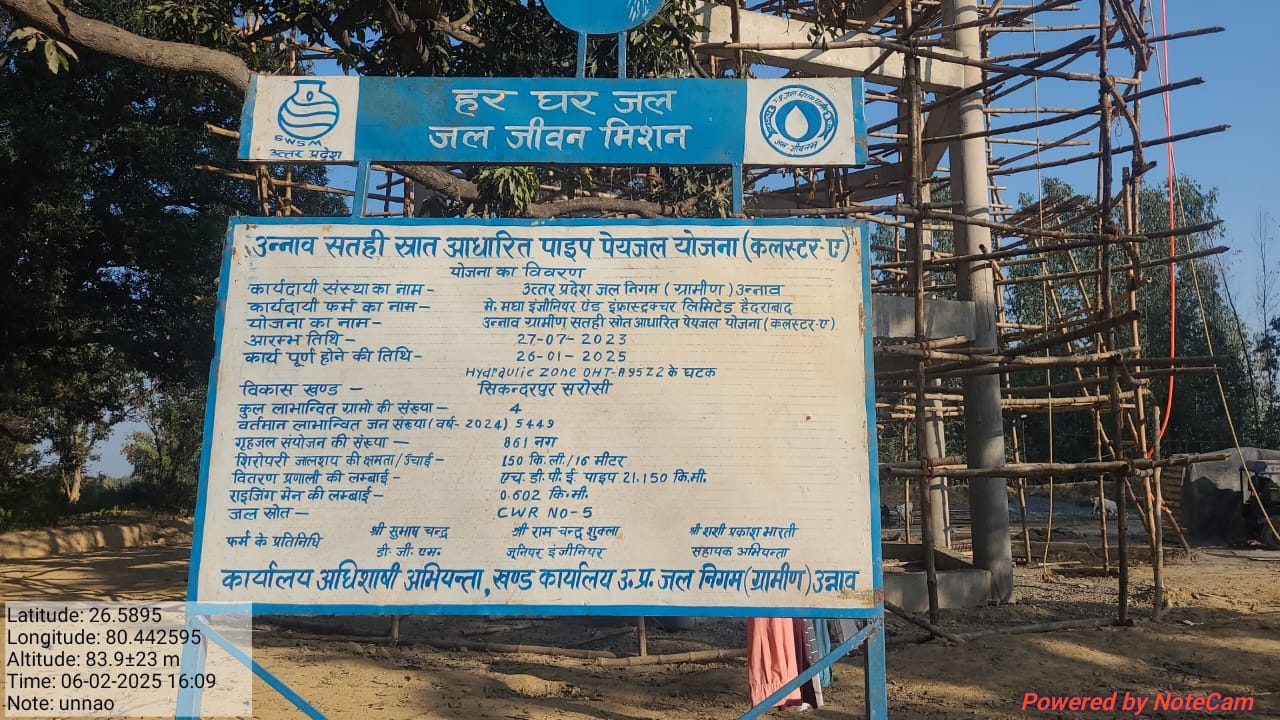 हर घर जल
जल जीवन मिशन
SWSM
उत्तर प्रदेश
जल जीवनम
उन्नाव सतही स्रात आधारित पाइप पेयजल योजना (कलस्टर-ए)
योजना का विवरण
कार्यदायी संस्था का नाम - उत्तर प्रदेश जल निगम (ग्रामीण) उन्नाव
कार्यदायी फर्म का नाम - मे. मेघा इंजीनियर एंड इंफ्रास्ट्रक्चर लिमिटेड हैदराबाद
योजना का नाम - उन्नाव ग्रामीण सतही स्रोत आधारित पेयजल योजना (कलस्टर-ए)
आरम्भ तिथि - 27-07-2023
कार्य पूर्ण होने की तिथि - 26-01-2025
Hydraulic Zone OHT-A95Z2 के घटक
विकास खण्ड - सिकन्दरपुर सरोसी
कुल लाभान्वित ग्रामो की संख्या - 4
वर्तमान लाभान्वित जन संख्या (वर्ष-2024) 5449
गृहजल संयोजन की संख्या - 861 नग
शिरोपरी जालशय की क्षमता/उंचाई - 150 कि.ली./16 मीटर
वितरण प्रणाली की लम्बाई - एच.डी.पी.ई. पाइप 21.150 कि.मी.
राइजिंग मेन की लम्बाई - 0.602 कि.मी.
जल स्रोत - CWR NO-5
श्री सुभाष चन्द्र श्री राम चन्द्र शुक्ला श्री शशी प्रकाश भारती
फर्म के प्रतिनिधि डी.जी.एम. जूनियर इंजीनियर सहायक अभियन्ता
कार्यालय अधिशाषी अभियन्ता, खण्ड कार्यालय उ.प्र. जल निगम (ग्रामीण) उन्नाव
Latitude: 26.5895
Longitude: 80.442595
Altitude: 83.9±23 m
Time: 06-02-2025 16:09
Note: unnao
Powered by NoteCam